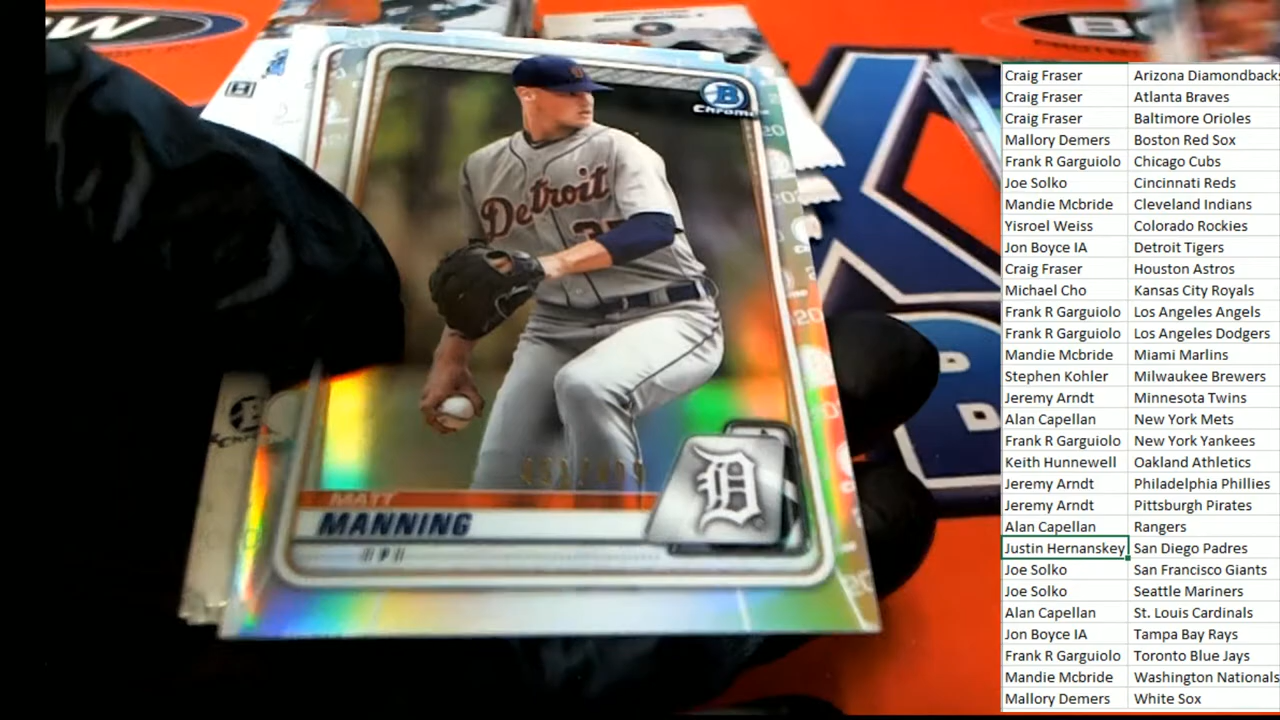 B
Chrome
Detroit
MATT
MANNING
P
D
Craig Fraser Arizona Diamondback
Craig Fraser Atlanta Braves
Craig Fraser Baltimore Orioles
Mallory Demers Boston Red Sox
Frank R Garguiolo Chicago Cubs
Joe Solko Cincinnati Reds
Mandie Mcbride Cleveland Indians
Yisroel Weiss Colorado Rockies
Jon Boyce IA Detroit Tigers
Craig Fraser Houston Astros
Michael Cho Kansas City Royals
Frank R Garguiolo Los Angeles Angels
Frank R Garguiolo Los Angeles Dodgers
Mandie Mcbride Miami Marlins
Stephen Kohler Milwaukee Brewers
Jeremy Arndt Minnesota Twins
Alan Capellan New York Mets
Frank R Garguiolo New York Yankees
Keith Hunnewell Oakland Athletics
Jeremy Arndt Philadelphia Phillies
Jeremy Arndt Pittsburgh Pirates
Alan Capellan Rangers
Justin Hernanskey San Diego Padres
Joe Solko San Francisco Giants
Joe Solko Seattle Mariners
Alan Capellan St. Louis Cardinals
Jon Boyce IA Tampa Bay Rays
Frank R Garguiolo Toronto Blue Jays
Mandie Mcbride Washington Nationals
Mallory Demers White Sox